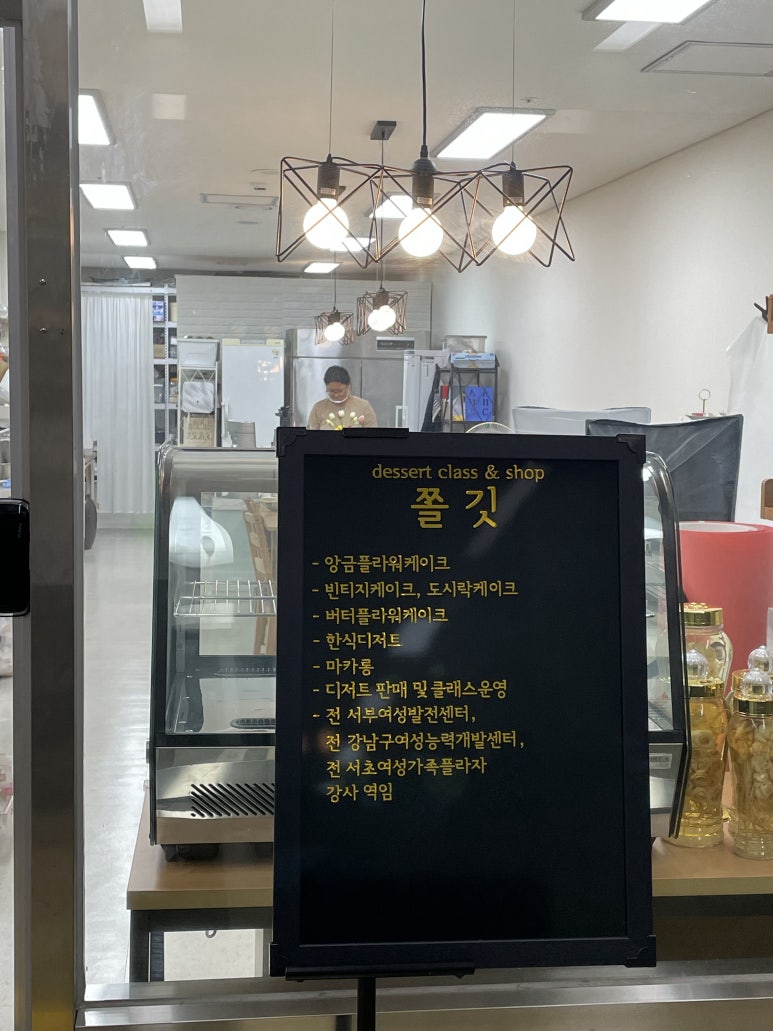 dessert class & shop
쫄 깃
- 앙금플라워케이크
- 빈티지케이크, 도시락케이크
- 버터플라워케이크
- 한식디저트
- 마카롱
- 디저트 판매 및 클래스운영
- 전 서부여성발전센터,
전 강남구여성능력개발센터,
전 서초여성가족플라자
강사 역임